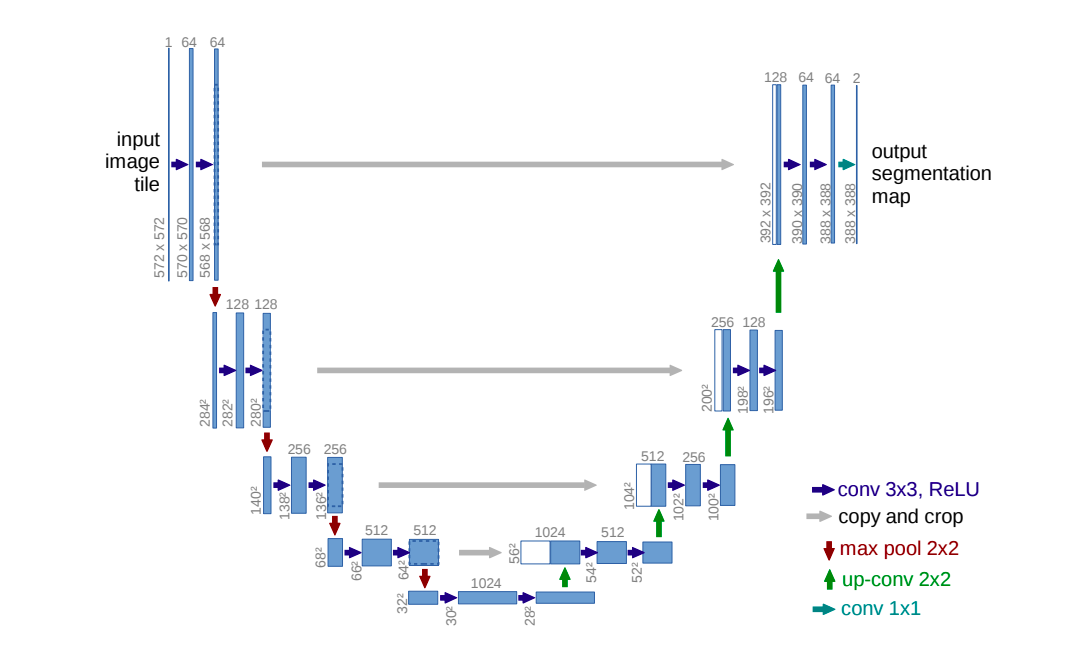 1 64 64
input
image
tile
572 x 572
570 x 570
568 x 568
128 64 64 2
output
segmentation
map
392 x 392
390 x 390
388 x 388
388 x 388
128 128
284²
282²
280²
256 128
200²
198²
196²
256 256
140²
138²
136²
512 256
104²
102²
100²
512 512
68²
66²
64²
1024 512
56²
54²
52²
1024
32²
30²
28²
conv 3x3, ReLU
copy and crop
max pool 2x2
up-conv 2x2
conv 1x1